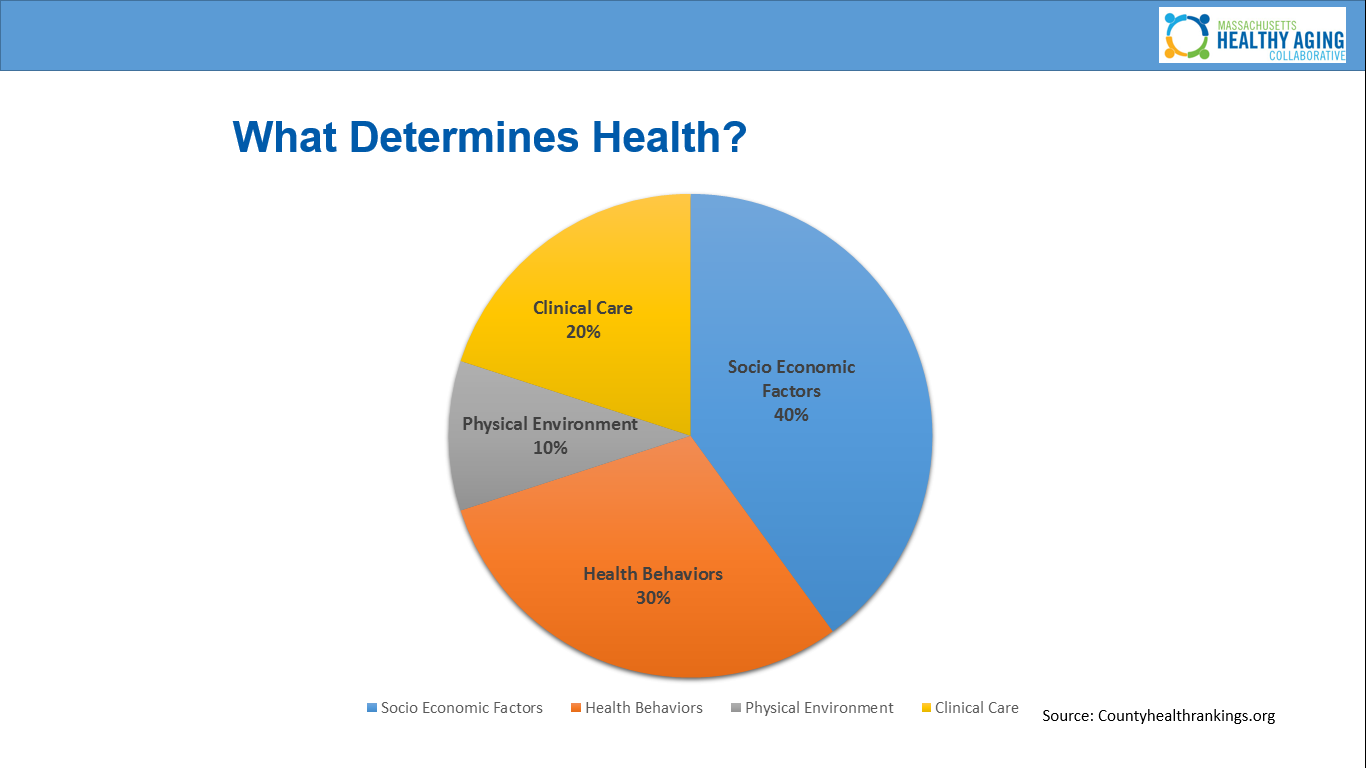 MASSACHUSETTS
HEALTHY AGING
COLLABORATIVE
What Determines Health?
Clinical Care
20%
Socio Economic
Factors
40%
Physical Environment
10%
Health Behaviors
30%
Socio Economic Factors
Health Behaviors
Physical Environment
Clinical Care
Source: Countyhealthrankings.org